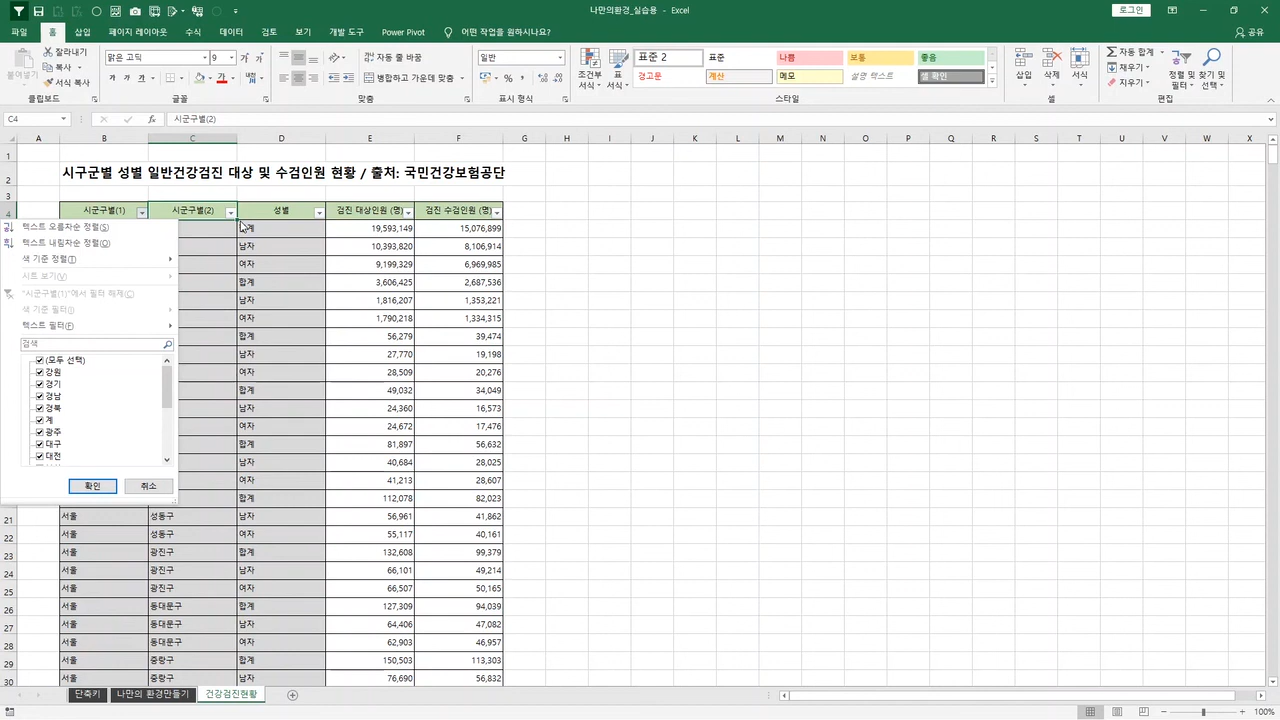 나만의환경_실습용 - Excel
로그인
파일 홈 삽입 페이지 레이아웃 수식 데이터 검토 보기 개발 도구 Power Pivot 어떤 작업을 원하시나요? 공유
붙여넣기 잘라내기 복사 서식 복사
맑은 고딕 9 가 가 가 가 가
자동 줄 바꿈
병합하고 가운데 맞춤
일반
조건부 서식 표 서식
표준 2 표준 나쁨 보통 좋음
경고문 계산 메모 설명 텍스트 셀 확인
삽입 삭제 서식
자동 합계 채우기 지우기
정렬 및 필터 찾기 및 선택
클립보드 글꼴 맞춤 표시 형식 스타일 셀 편집
C4 fx 시군구별(2)
A B C D E F G H I J K L M N O P Q R S T U V W X
1
2 시구군별 성별 일반건강검진 대상 및 수검인원 현황 / 출처: 국민건강보험공단
3
4 시군구별(1) 시군구별(2) 성별 검진 대상인원 (명) 검진 수검인원 (명)
텍스트 오름차순 정렬(S)
텍스트 내림차순 정렬(O)
색 기준 정렬(T)
시트 보기(V)
"시군구별(1)"에서 필터 해제(C)
색 기준 필터(I)
텍스트 필터(F)
검색
(모두 선택)
강원
경기
경남
경북
계
광주
대구
대전
확인 취소
계 19,593,149 15,076,899
남자 10,393,820 8,106,914
여자 9,199,329 6,969,985
합계 3,606,425 2,687,536
남자 1,816,207 1,353,221
여자 1,790,218 1,334,315
합계 56,279 39,474
남자 27,770 19,198
여자 28,509 20,276
합계 49,032 34,049
남자 24,360 16,573
여자 24,672 17,476
합계 81,897 56,632
남자 40,684 28,025
여자 41,213 28,607
합계 112,078 82,023
21 서울 성동구 남자 56,961 41,862
22 서울 성동구 여자 55,117 40,161
23 서울 광진구 합계 132,608 99,379
24 서울 광진구 남자 66,101 49,214
25 서울 광진구 여자 66,507 50,165
26 서울 동대문구 합계 127,309 94,039
27 서울 동대문구 남자 64,406 47,082
28 서울 동대문구 여자 62,903 46,957
29 서울 중랑구 합계 150,503 113,303
30 서울 중랑구 남자 76,690 56,832
단축키 나만의 환경만들기 건강검진현황
100%